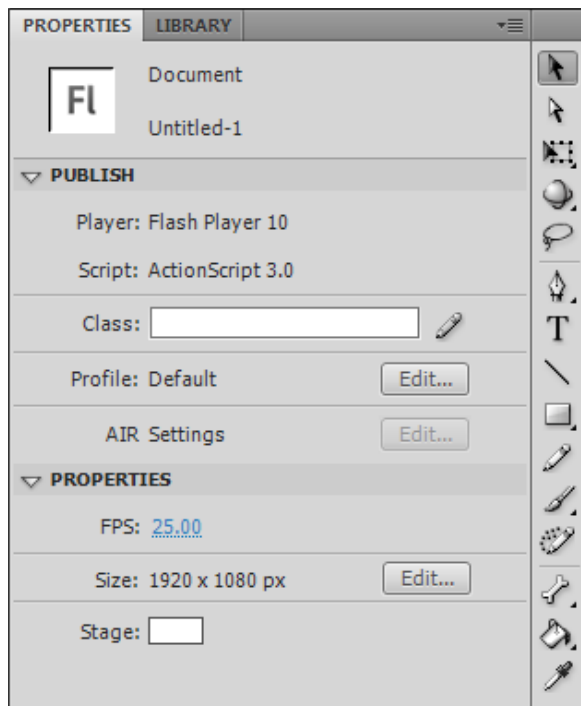 PROPERTIES LIBRARY
Fl Document
Untitled-1
PUBLISH
Player: Flash Player 10
Script: ActionScript 3.0
Class:
Profile: Default Edit...
AIR Settings Edit...
PROPERTIES
FPS: 25.00
Size: 1920 x 1080 px Edit...
Stage:
T